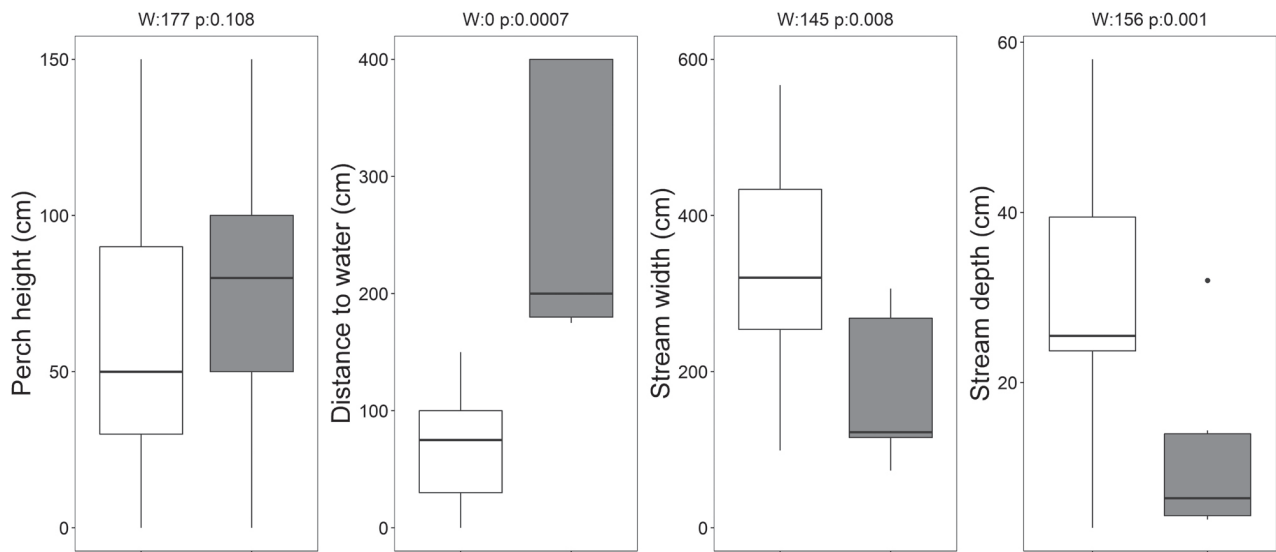 W:177 p:0.108
Perch height (cm)
150
100
50
0
W:0 p:0.0007
Distance to water (cm)
400
300
200
100
0
W:145 p:0.008
Stream width (cm)
600
400
200
0
W:156 p:0.001
Stream depth (cm)
60
40
20